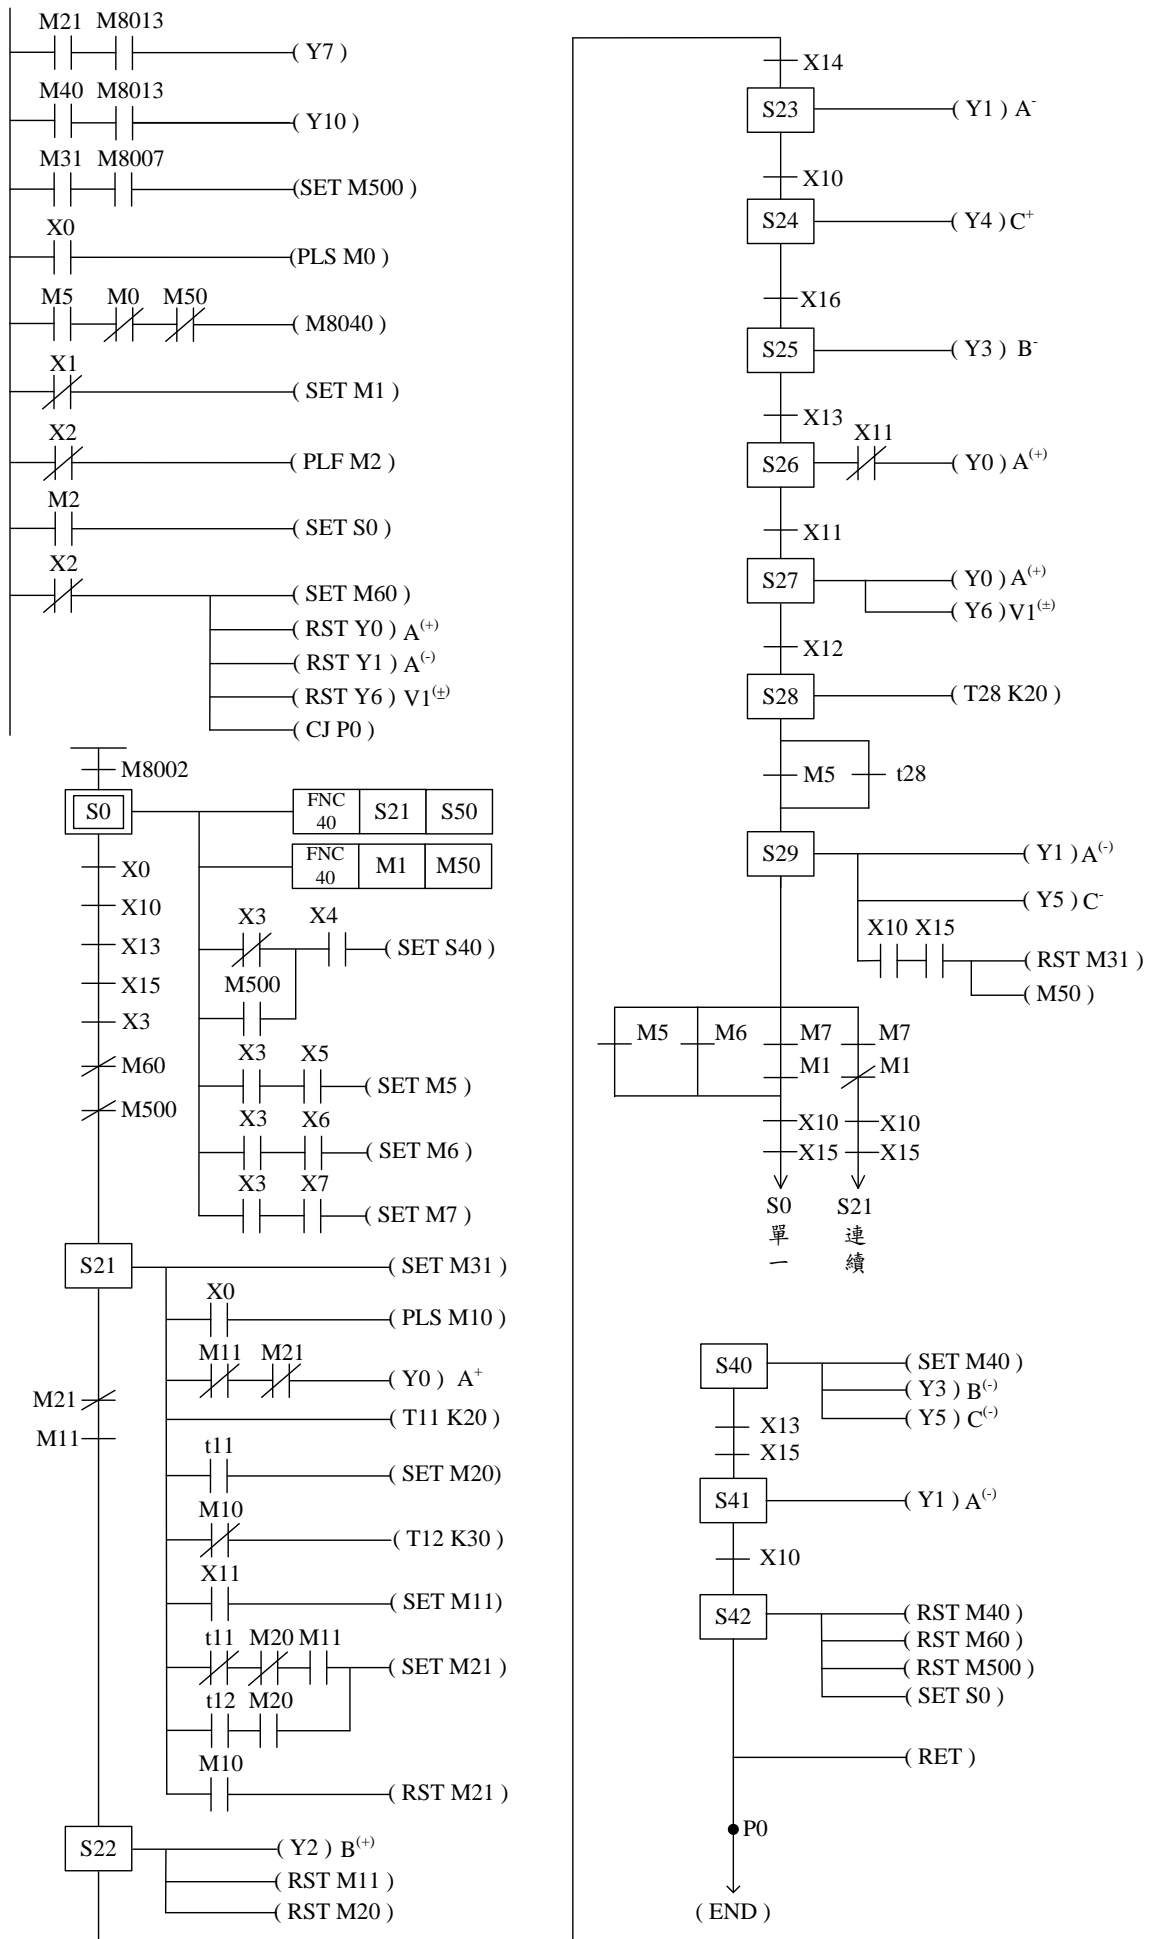 M21 M8013
( Y7 )
M40 M8013
( Y10 )
M31 M8007
(SET M500 )
X0
(PLS M0 )
M5 M0 M50
( M8040 )
X1
( SET M1 )
X2
( PLF M2 )
M2
( SET S0 )
X2
( SET M60 )
( RST Y0 ) A(+)
( RST Y1 ) A(-)
( RST Y6 ) V1(±)
( CJ P0 )
M8002
S0
FNC 40 S21 S50
X0
FNC 40 M1 M50
X10
X3 X4
X13
( SET S40 )
X15
M500
X3
X3 X5
M60
( SET M5 )
M500
X3 X6
( SET M6 )
X3 X7
( SET M7 )
S21
( SET M31 )
X0
( PLS M10 )
M11 M21
( Y0 ) A+
M21
( T11 K20 )
M11
t11
( SET M20)
M10
( T12 K30 )
X11
( SET M11)
t11 M20 M11
( SET M21 )
t12 M20
M10
( RST M21 )
S22
( Y2 ) B(+)
( RST M11 )
( RST M20 )
X14
S23
( Y1 ) A-
X10
S24
( Y4 ) C+
X16
S25
( Y3 ) B-
X13
X11
S26
( Y0 ) A(+)
X11
S27
( Y0 ) A(+)
( Y6 ) V1(±)
X12
S28
( T28 K20 )
M5 t28
S29
( Y1 ) A(-)
( Y5 ) C-
X10 X15
( RST M31 )
( M50 )
M5 M6 M7 M7
M1 M1
X10 X10
X15 X15
S0 S21
單一
連續
S40
( SET M40 )
( Y3 ) B(-)
( Y5 ) C(-)
X13
X15
S41
( Y1 ) A(-)
X10
S42
( RST M40 )
( RST M60 )
( RST M500 )
( SET S0 )
( RET )
P0
( END )